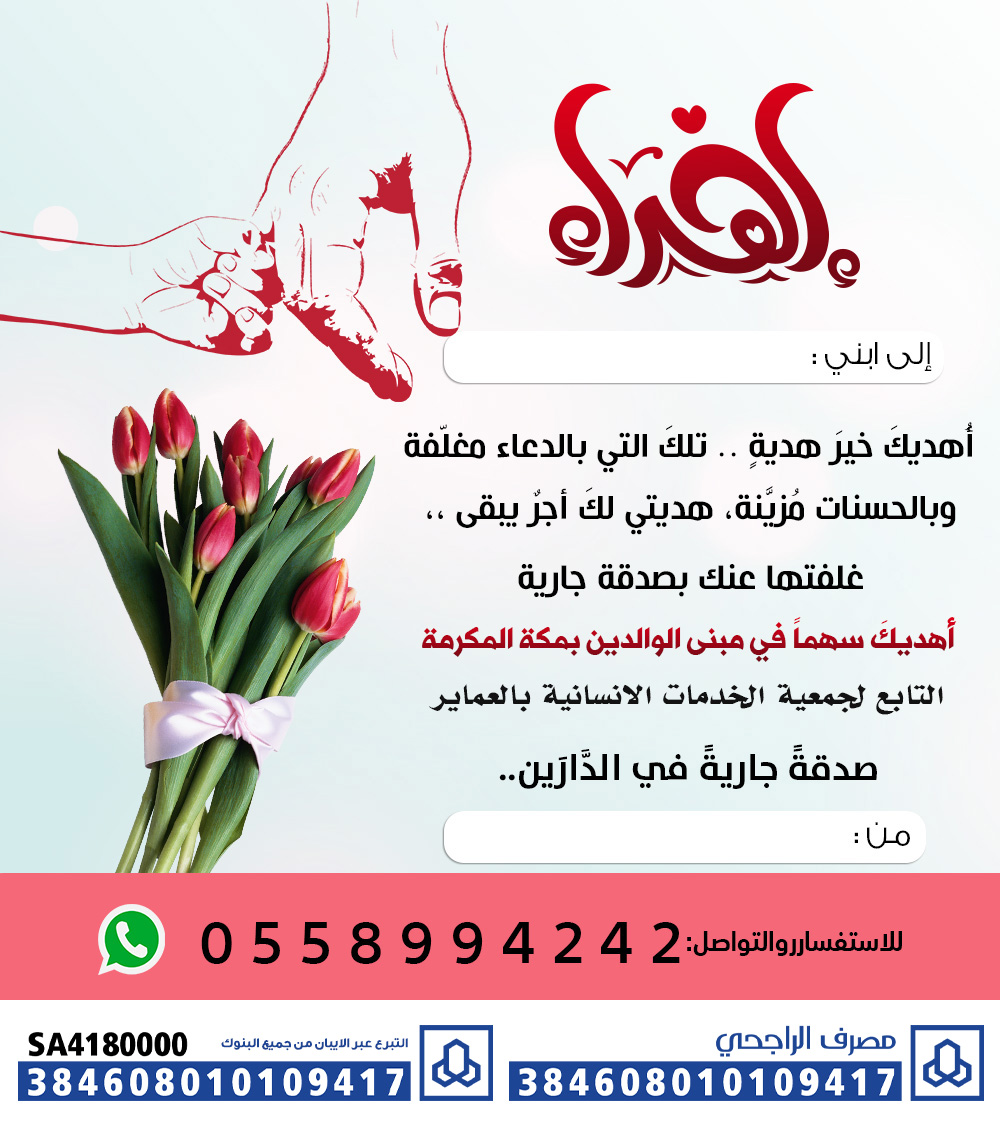 إهداء
إلى ابني :
أُهديكَ خيرَ هديةٍ .. تلكَ التي بالدعاء مغلّفة
وبالحسنات مُزيَّنة، هديتي لكَ أجرٌ يبقى ،،
غلفتها عنك بصدقة جارية
أهديكَ سهماً في مبنى الوالدين بمكة المكرمة
التابع لجمعية الخدمات الانسانية بالعماير
صدقةً جاريةً في الدَّارَين..
من :
للاستفسارر والتواصل: 0558994242
مصرف الراجحي
384608010109417
التبرع عبر الايبان من جميع البنوك SA4180000
384608010109417